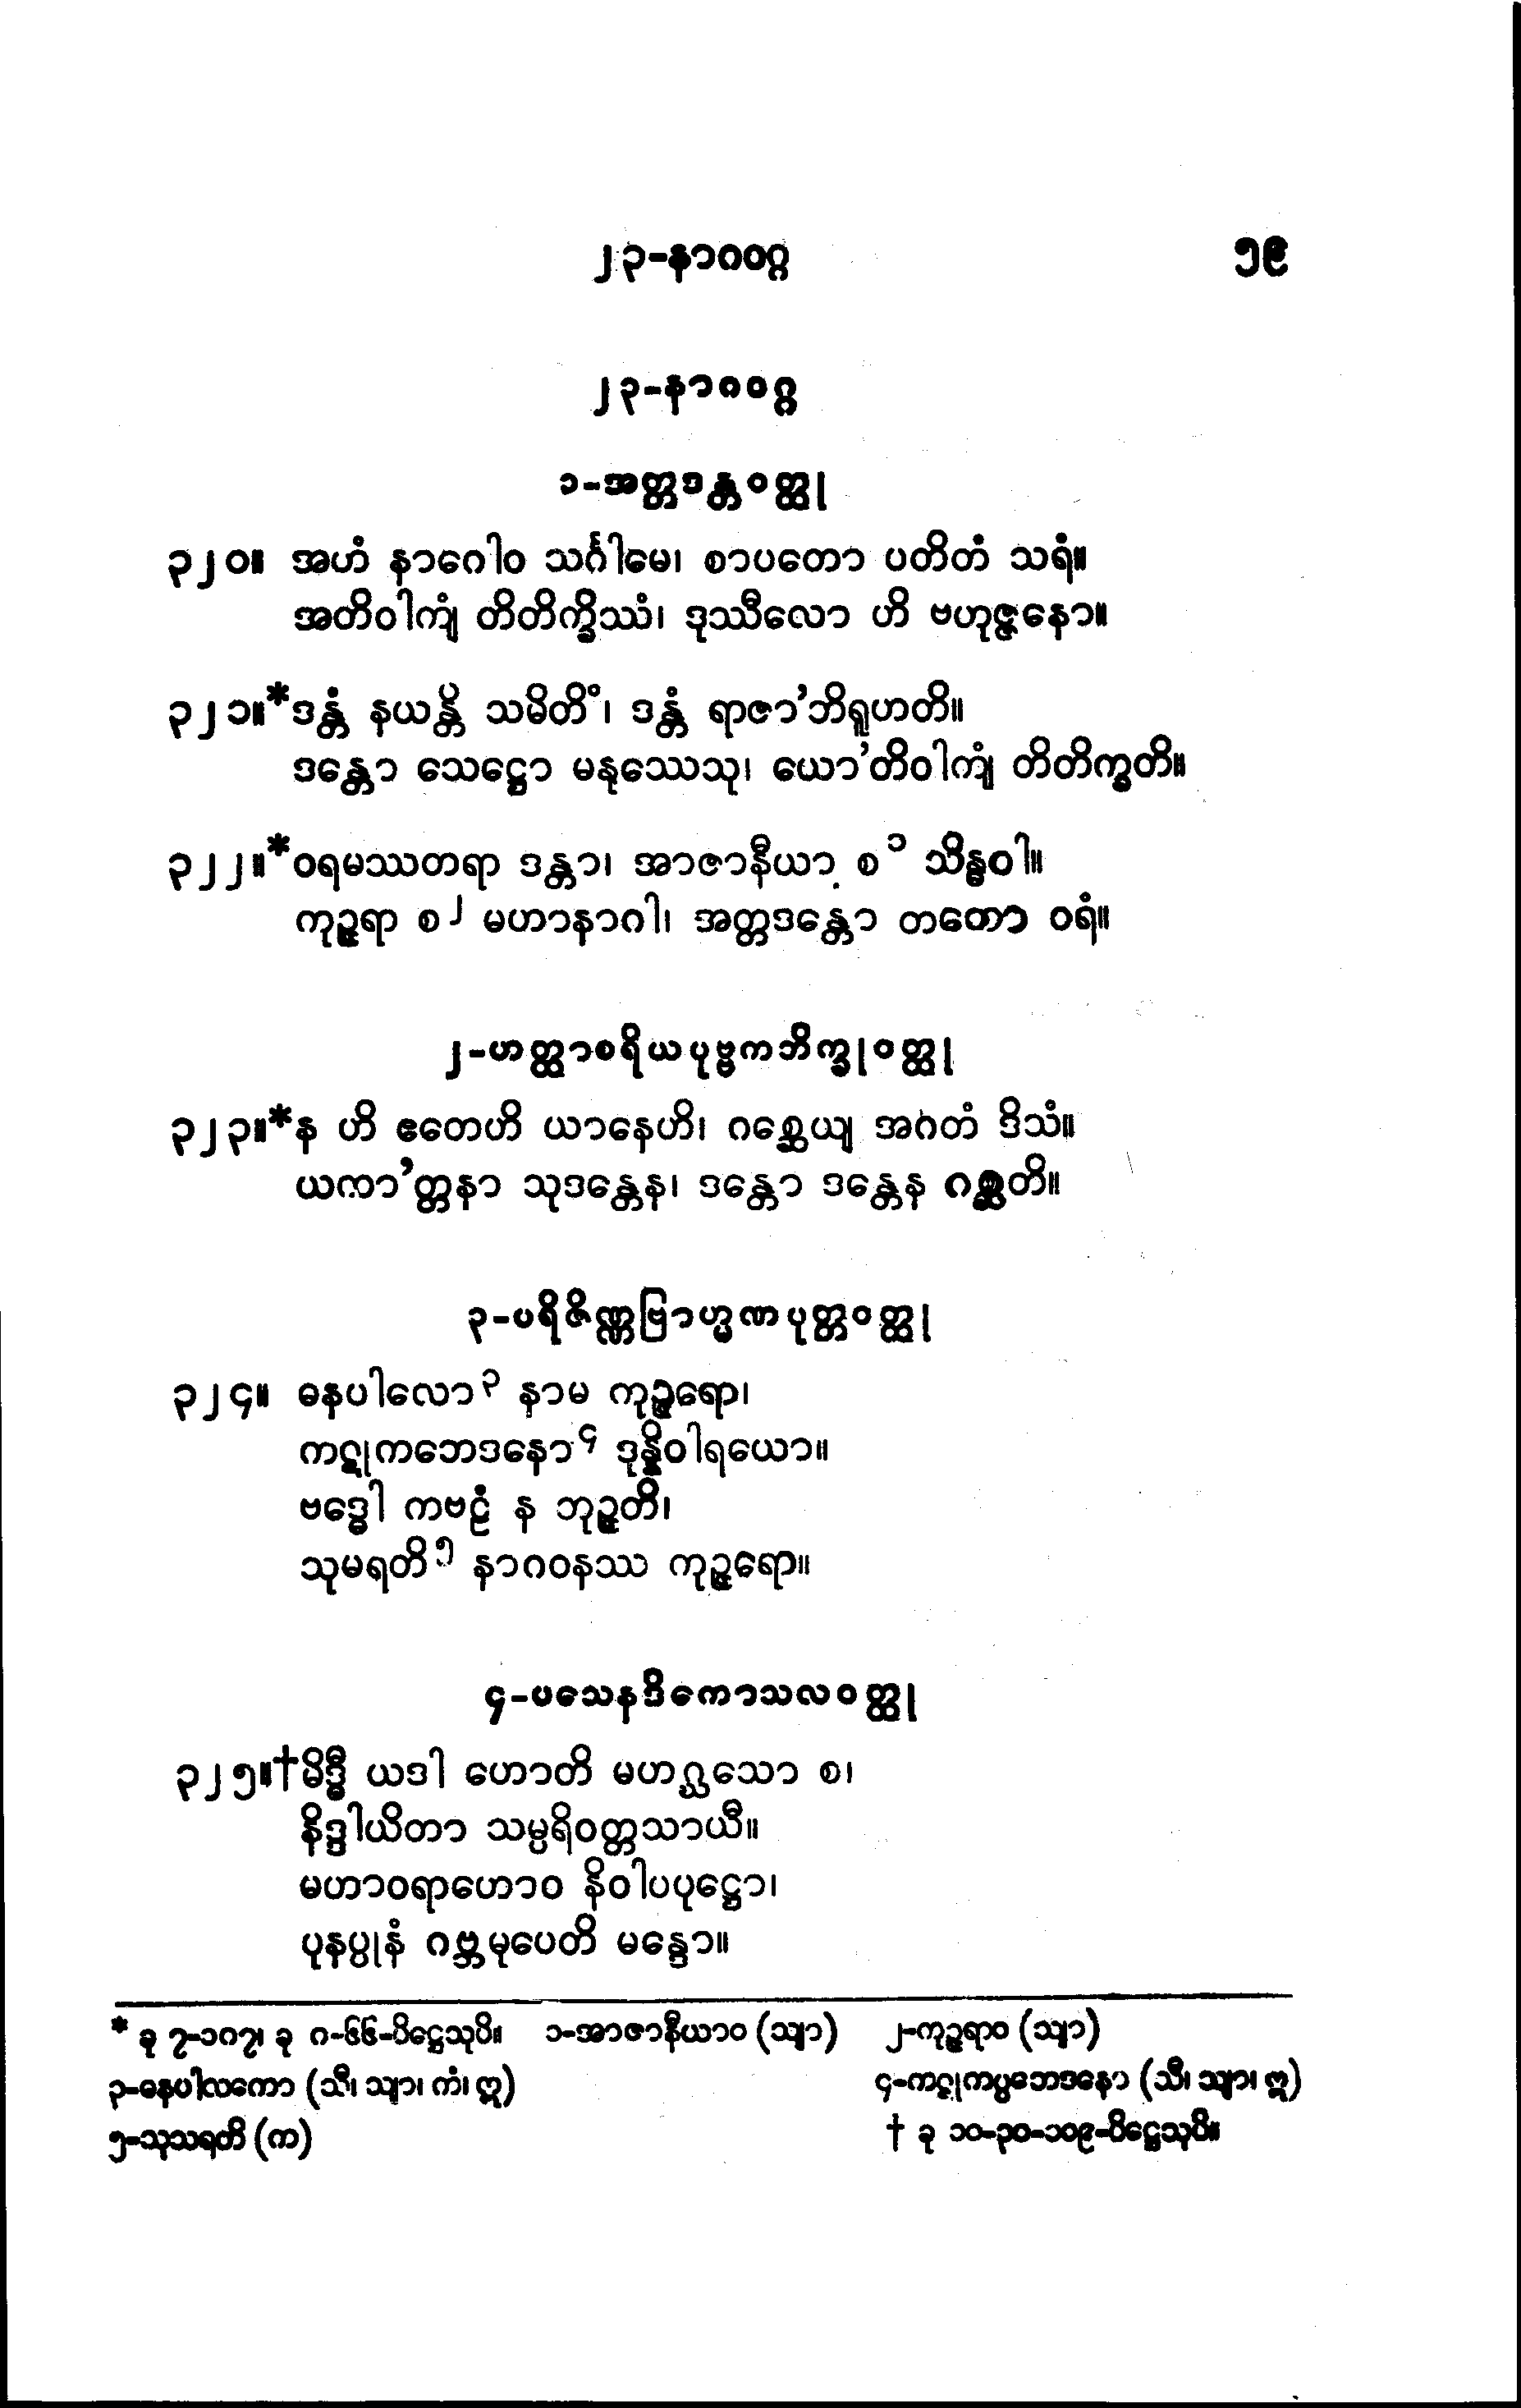 ၂၃-နာဂဝဂ္ဂ ၅၉
၂၃-နာဂဝဂ္ဂ
၁-အတ္တဒန္တဝတ္ထု
၃၂၀။ အဟံ နာဂေါဝ သင်္ဂါမေ၊ စာပတော ပတိတံ သရံ။
အတိဝါကျံ တိတိက္ခိဿံ၊ ဒုဿီလော ဟိ ဗဟုဇ္ဇနော။
၃၂၁။*ဒန္တံ နယန္တိ သမိတိံ၊ ဒန္တံ ရာဇာ’ဘိရူဟတိ။
ဒန္တော သေဋ္ဌော မနုဿေသု၊ ယော’တိဝါကျံ တိတိက္ခတိ။
၃၂၂။*ဝရမဿတရာ ဒန္တာ၊ အာဇာနီယာ စ ၁ သိန္ဓဝါ။
ကုဉ္ဇရာ စ ၂ မဟာနာဂါ၊ အတ္တဒန္တော တတော ဝရံ။
၂-ဟတ္ထာစရိယပုဗ္ဗကဘိက္ခုဝတ္ထု
၃၂၃။*န ဟိ ဧတေဟိ ယာနေဟိ၊ ဂစ္ဆေယျ အဂတံ ဒိသံ။
ယထာ’တ္တနာ သုဒန္တေန၊ ဒန္တော ဒန္တေန ဂစ္ဆတိ။
၃-ပရိဇိဏ္ဏဗြာဟ္မဏပုတ္တဝတ္ထု
၃၂၄။ ဓနပါလော ၃ နာမ ကုဉ္ဇရော၊
ကဋုကဘေဒနော ၄ ဒုန္နိဝါရယော။
ဗဒ္ဓေါ ကဗဠံ န ဘုဉ္ဇတိ၊
သုမရတိ ၅ နာဂဝနဿ ကုဉ္ဇရော။
၄-ပသေနဒိကောသလဝတ္ထု
၃၂၅။†မိဒ္ဓီ ယဒါ ဟောတိ မဟဂ္ဃသော စ၊
နိဒ္ဒါယိတာ သမ္ပရိဝတ္တသာယီ။
မဟာဝရာဟောဝ နိဝါပပုဋ္ဌော၊
ပုနပ္ပုနံ ဂဗ္ဘမုပေတိ မန္ဒော။
* ခု ၇-၁၈၇၊ ခု ၈-၆၆-ပိဋ္ဌေသုပိ။ ၁-အာဇာနီယာဝ (သျာ) ၂-ကုဉ္ဇရာဝ (သျာ)
၃-ဓနပါလကော (သီ၊ သျာ၊ ကံ၊ ဣ) ၄-ကဋုကပ္ပဘေဒနော (သီ၊ သျာ၊ ဣ)
၅-သုသရတိ (က) † ခု ၁၀-၃၀-၁၀၉-ပိဋ္ဌေသုပိ။